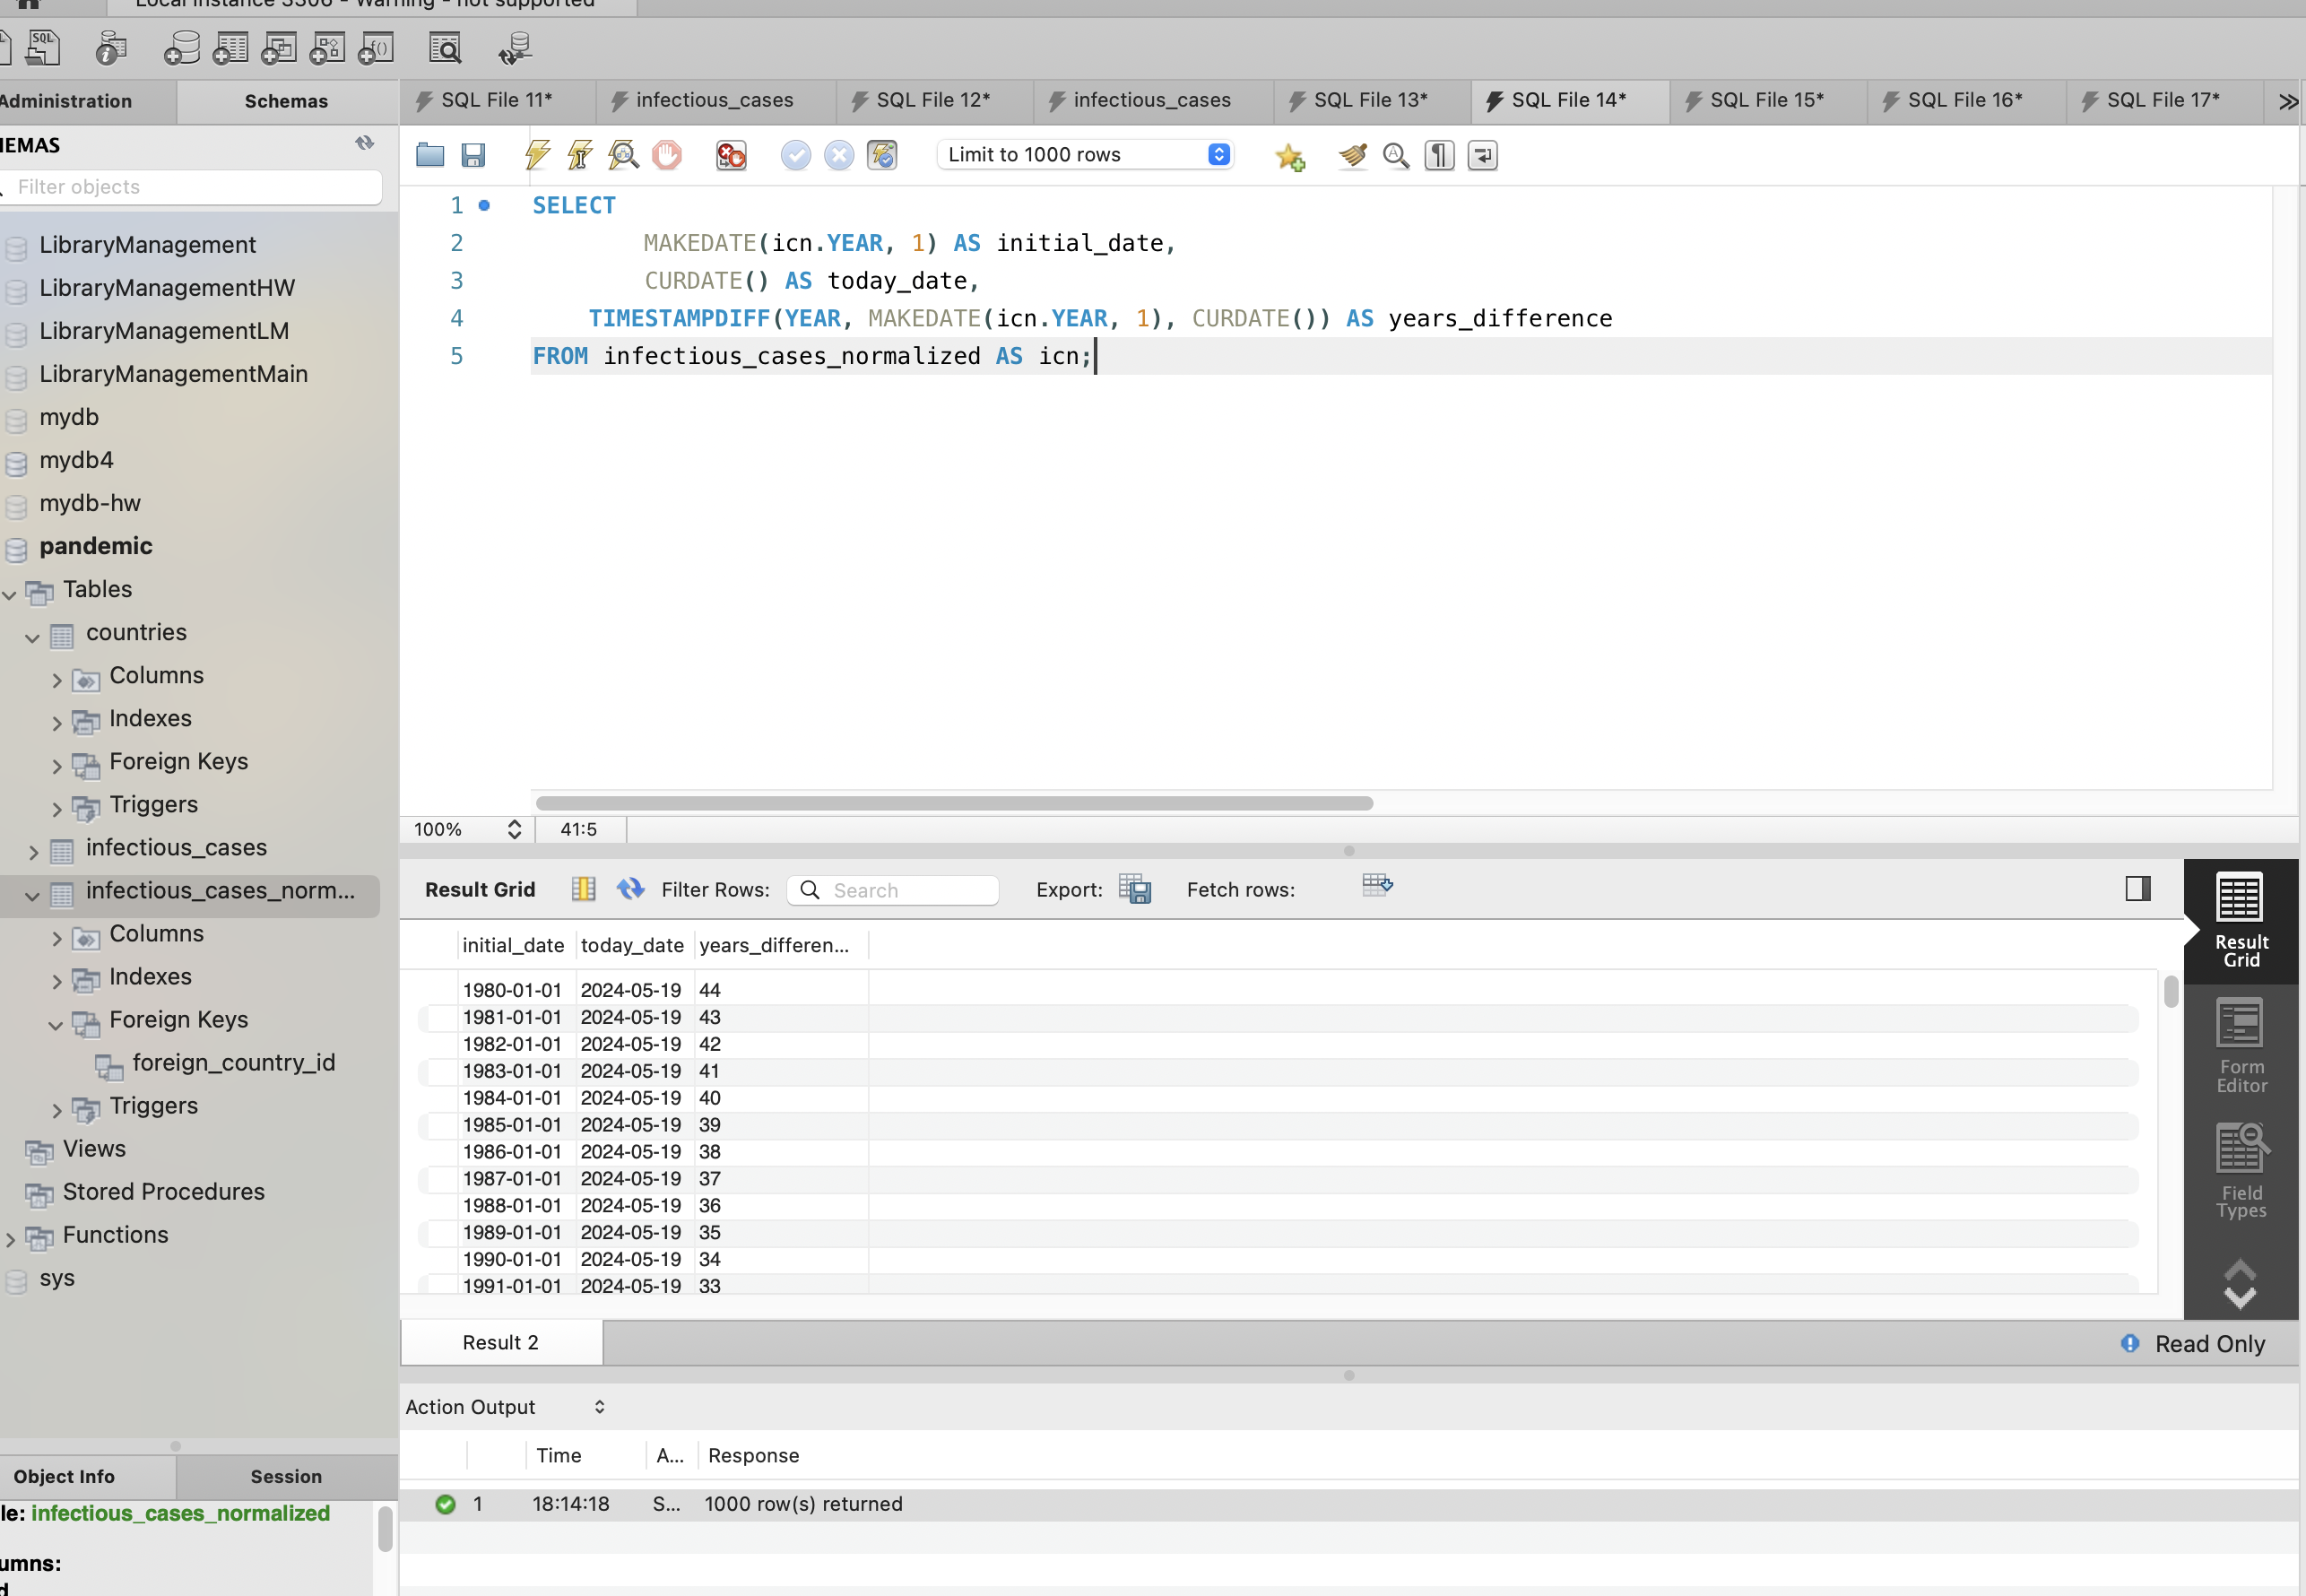 Local instance 3306 - Warning - not supported
Administration
Schemas
SQL File 11*
infectious_cases
SQL File 12*
infectious_cases
SQL File 13*
SQL File 14*
SQL File 15*
SQL File 16*
SQL File 17*
EMAS
Filter objects
LibraryManagement
LibraryManagementHW
LibraryManagementLM
LibraryManagementMain
mydb
mydb4
mydb-hw
pandemic
Tables
countries
Columns
Indexes
Foreign Keys
Triggers
infectious_cases
infectious_cases_norm...
Columns
Indexes
Foreign Keys
foreign_country_id
Triggers
Views
Stored Procedures
Functions
sys
Object Info
Session
le: infectious_cases_normalized
umns:
Limit to 1000 rows
1 SELECT
2 MAKEDATE(icn.YEAR, 1) AS initial_date,
3 CURDATE() AS today_date,
4 TIMESTAMPDIFF(YEAR, MAKEDATE(icn.YEAR, 1), CURDATE()) AS years_difference
5 FROM infectious_cases_normalized AS icn;
100%
41:5
Result Grid
Filter Rows:
Search
Export:
Fetch rows:
initial_date today_date years_differen...
1980-01-01 2024-05-19 44
1981-01-01 2024-05-19 43
1982-01-01 2024-05-19 42
1983-01-01 2024-05-19 41
1984-01-01 2024-05-19 40
1985-01-01 2024-05-19 39
1986-01-01 2024-05-19 38
1987-01-01 2024-05-19 37
1988-01-01 2024-05-19 36
1989-01-01 2024-05-19 35
1990-01-01 2024-05-19 34
1991-01-01 2024-05-19 33
Result
Grid
Form
Editor
Field
Types
Result 2
Read Only
Action Output
Time A... Response
1 18:14:18 S... 1000 row(s) returned